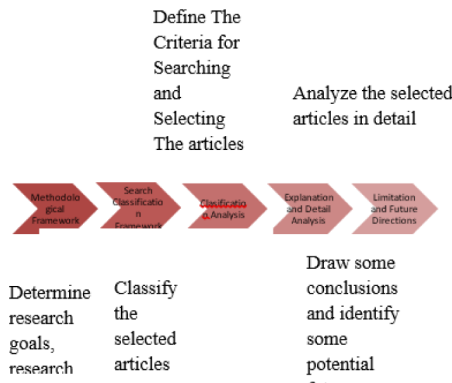 Define The
Criteria for
Searching
and
Selecting
The articles
Analyze the selected
articles in detail
Methodolo
gical
Framework
Search
Classificatio
n
Framework
Clasificatio
n Analysis
Explanation
and Detail
Analysis
Limitation
and Future
Directions
Determine
research
goals,
research
Classify
the
selected
articles
Draw some
conclusions
and identify
some
potential